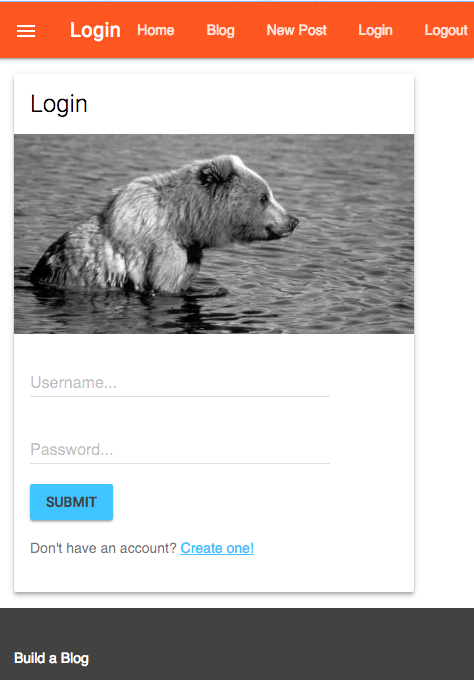 Login Home Blog New Post Login Logout
Login
Username...
Password...
SUBMIT
Don't have an account? Create one!
Build a Blog